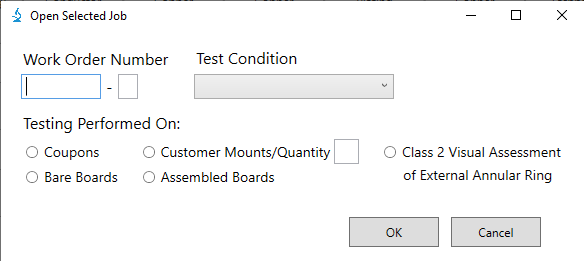 Open Selected Job
Work Order Number
Test Condition
-
Testing Performed On:
Coupons
Customer Mounts/Quantity
Class 2 Visual Assessment
of External Annular Ring
Bare Boards
Assembled Boards
OK
Cancel